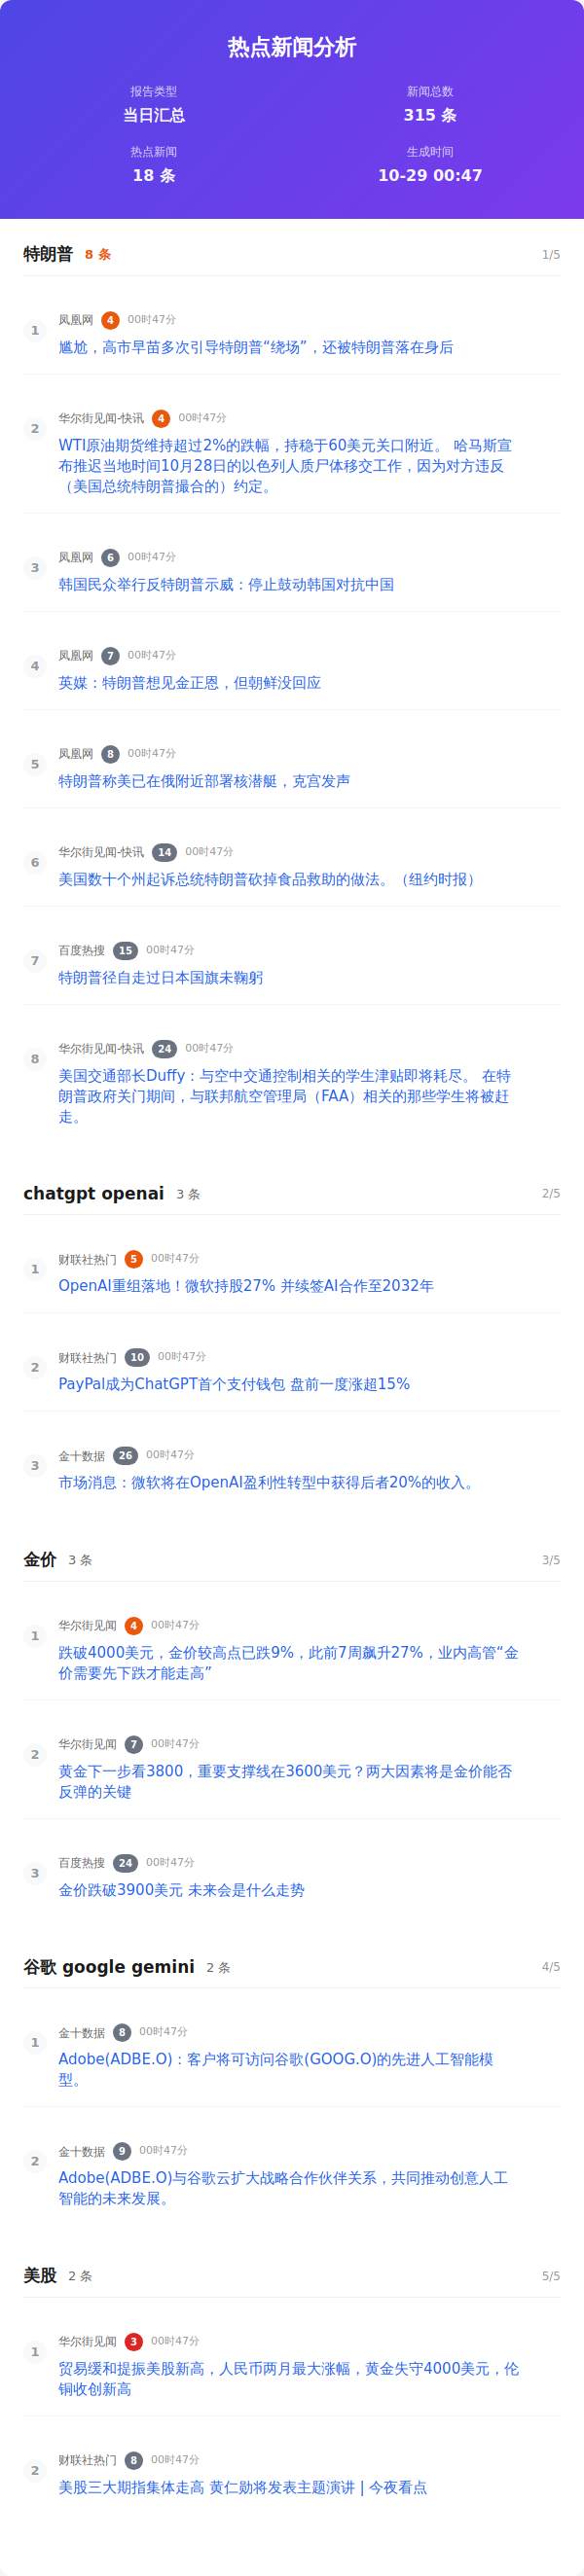 热点新闻分析
报告类型
新闻总数
当日汇总
315 条
热点新闻
生成时间
18 条
10-29 00:47
特朗普 8 条 1/5
1
凤凰网 4 00时47分
尴尬，高市早苗多次引导特朗普“绕场”，还被特朗普落在身后
2
华尔街见闻-快讯 4 00时47分
WTI原油期货维持超过2%的跌幅，持稳于60美元关口附近。 哈马斯宣
布推迟当地时间10月28日的以色列人质尸体移交工作，因为对方违反
（美国总统特朗普撮合的）约定。
3
凤凰网 6 00时47分
韩国民众举行反特朗普示威：停止鼓动韩国对抗中国
4
凤凰网 7 00时47分
英媒：特朗普想见金正恩，但朝鲜没回应
5
凤凰网 8 00时47分
特朗普称美已在俄附近部署核潜艇，克宫发声
6
华尔街见闻-快讯 14 00时47分
美国数十个州起诉总统特朗普砍掉食品救助的做法。（纽约时报）
7
百度热搜 15 00时47分
特朗普径自走过日本国旗未鞠躬
8
华尔街见闻-快讯 24 00时47分
美国交通部长Duffy：与空中交通控制相关的学生津贴即将耗尽。 在特
朗普政府关门期间，与联邦航空管理局（FAA）相关的那些学生将被赶
走。
chatgpt openai 3 条 2/5
1
财联社热门 5 00时47分
OpenAI重组落地！微软持股27% 并续签AI合作至2032年
2
财联社热门 10 00时47分
PayPal成为ChatGPT首个支付钱包 盘前一度涨超15%
3
金十数据 26 00时47分
市场消息：微软将在OpenAI盈利性转型中获得后者20%的收入。
金价 3 条 3/5
1
华尔街见闻 4 00时47分
跌破4000美元，金价较高点已跌9%，此前7周飙升27%，业内高管“金
价需要先下跌才能走高”
2
华尔街见闻 7 00时47分
黄金下一步看3800，重要支撑线在3600美元？两大因素将是金价能否
反弹的关键
3
百度热搜 24 00时47分
金价跌破3900美元 未来会是什么走势
谷歌 google gemini 2 条 4/5
1
金十数据 8 00时47分
Adobe(ADBE.O)：客户将可访问谷歌(GOOG.O)的先进人工智能模
型。
2
金十数据 9 00时47分
Adobe(ADBE.O)与谷歌云扩大战略合作伙伴关系，共同推动创意人工
智能的未来发展。
美股 2 条 5/5
1
华尔街见闻 3 00时47分
贸易缓和提振美股新高，人民币两月最大涨幅，黄金失守4000美元，伦
铜收创新高
2
财联社热门 8 00时47分
美股三大期指集体走高 黄仁勋将发表主题演讲 | 今夜看点